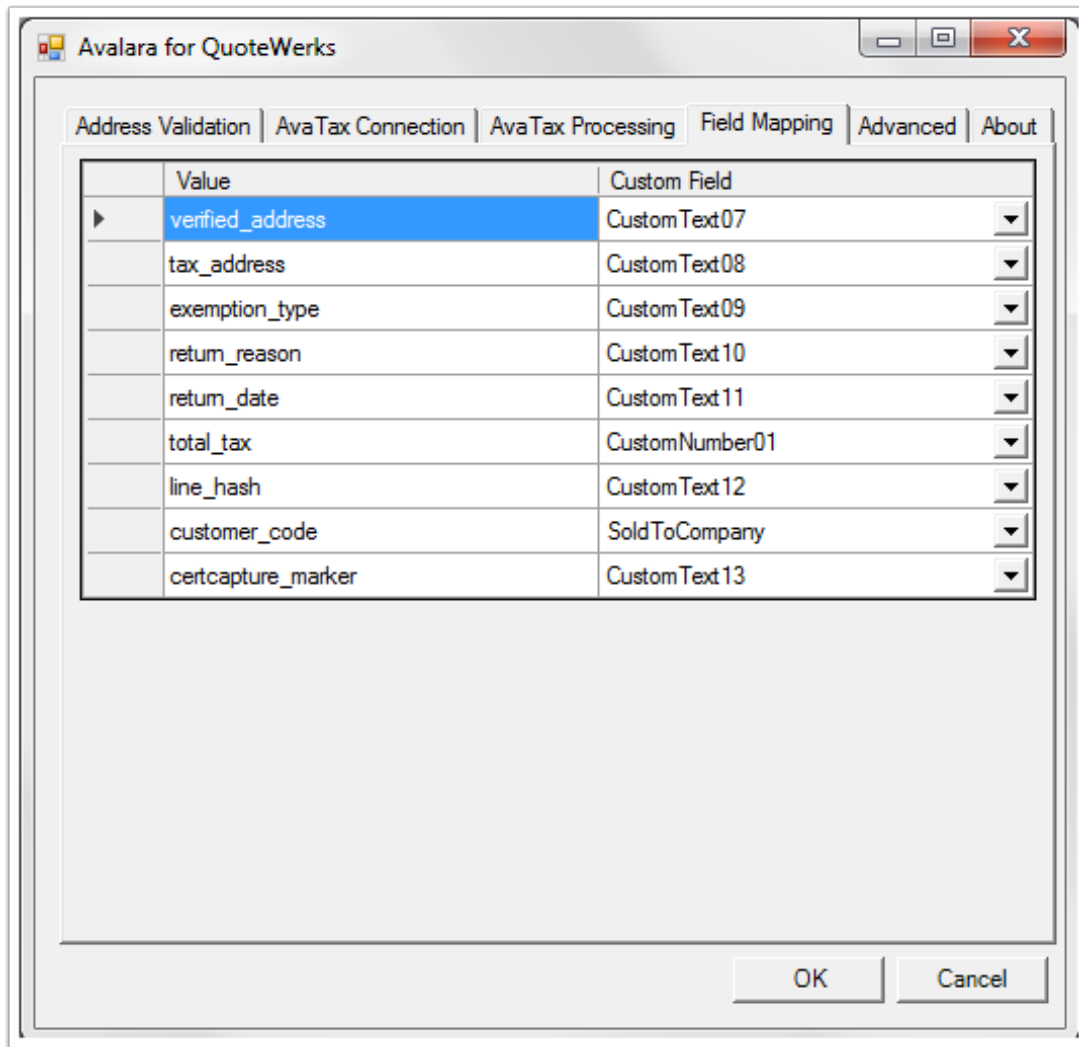 Avalara for QuoteWerks
Address Validation AvaTax Connection AvaTax Processing Field Mapping Advanced About
Value Custom Field
verified_address CustomText07
tax_address CustomText08
exemption_type CustomText09
return_reason CustomText10
return_date CustomText11
total_tax CustomNumber01
line_hash CustomText12
customer_code SoldToCompany
certcapture_marker CustomText13
OK Cancel